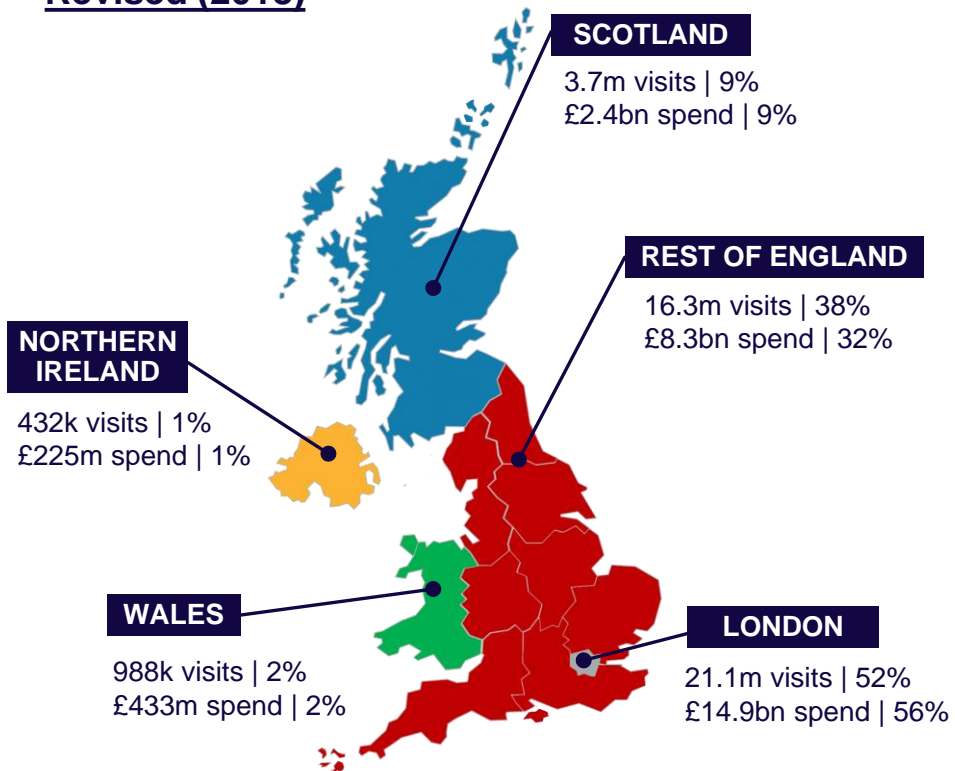 SCOTLAND
3.7m visits | 9%
£2.4bn spend | 9%
REST OF ENGLAND
16.3m visits | 38%
£8.3bn spend | 32%
NORTHERN
IRELAND
432k visits | 1%
£225m spend | 1%
WALES
988k visits | 2%
£433m spend | 2%
LONDON
21.1m visits | 52%
£14.9bn spend | 56%